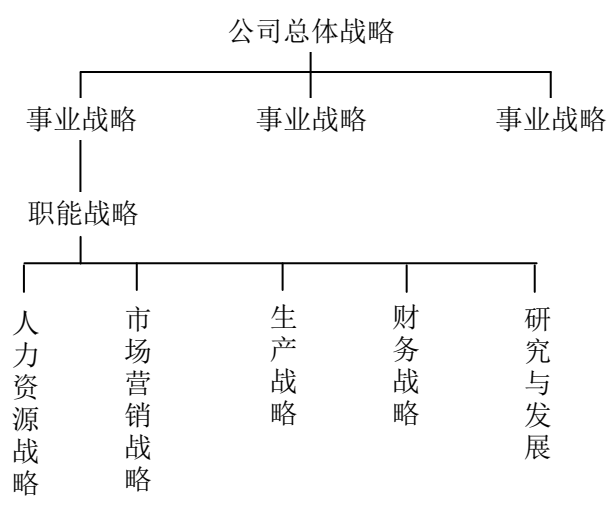 公司总体战略
事业战略
事业战略
事业战略
职能战略
人力资源战略
市场营销战略
生产战略
财务战略
研究与发展